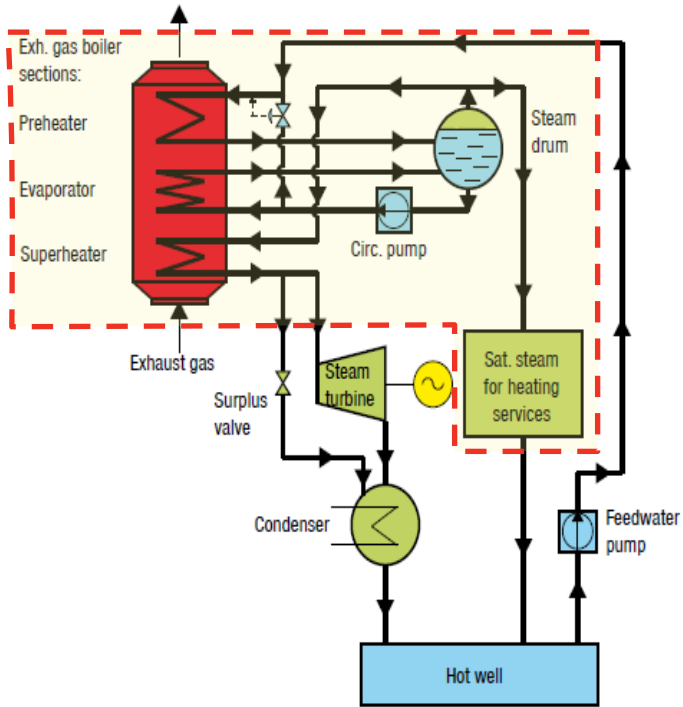 Exh. gas boiler
sections:
Preheater
Evaporator
Superheater
Steam
drum
Circ. pump
Exhaust gas
Surplus
valve
Steam
turbine
Sat. steam
for heating
services
Condenser
Feedwater
pump
Hot well